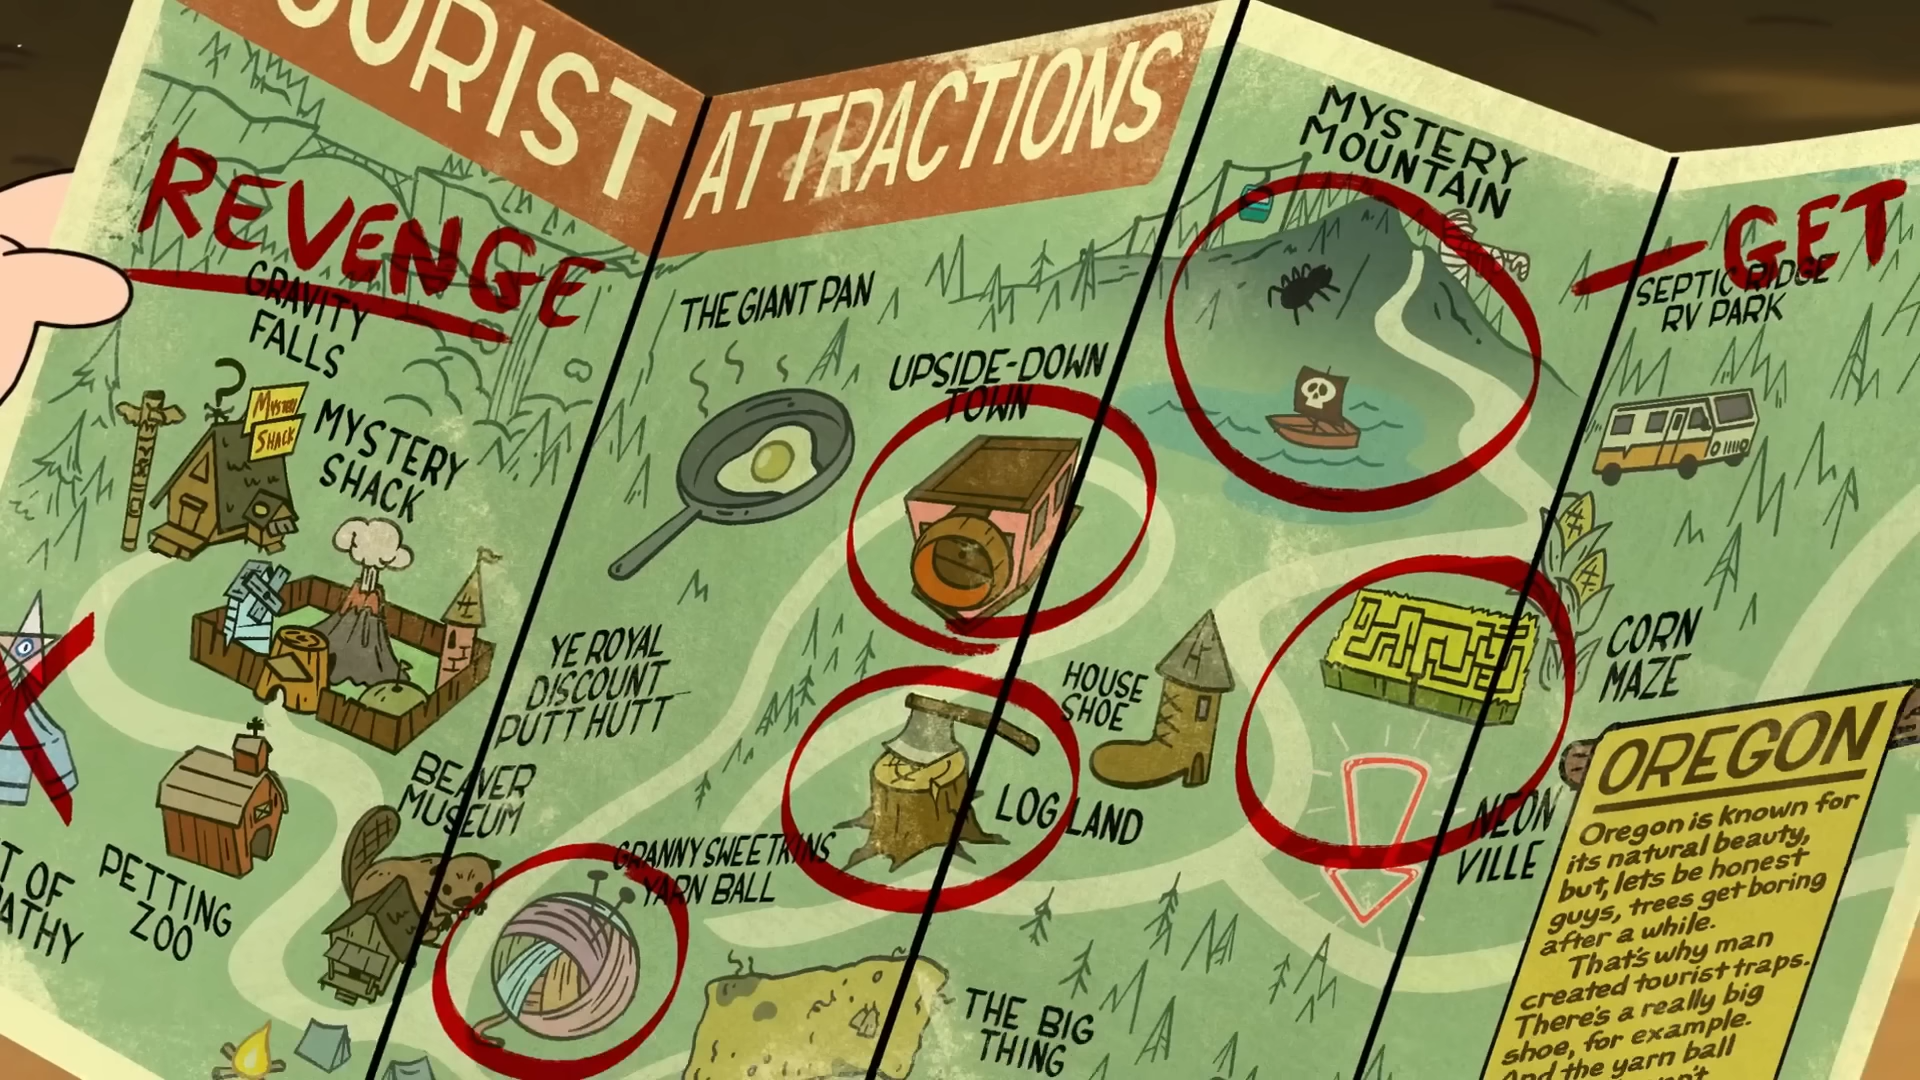 TOURIST
ATTRACTIONS
REVENGE
GRAVITY
FALLS
MYSTERY
SHACK
MYSTERY
SHACK
THE GIANT PAN
UPSIDE-DOWN
TOWN
MYSTERY
MOUNTAIN
-GET
SEPTIC RIDGE
RV PARK
YE ROYAL
DISCOUNT
PUTT HUTT
HOUSE
SHOE
CORN
MAZE
BEAVER
MUSEUM
LOG LAND
NEON
VILLE
PETTING
ZOO
GRANNY SWEETKINS
YARN BALL
THE BIG
THING
T OF
ATHY
OREGON
Oregon is known for
its natural beauty,
but, lets be honest
guys, trees get boring
after a while.
That's why man
created tourist traps.
There's a really big
shoe, for example.
And the yarn ball